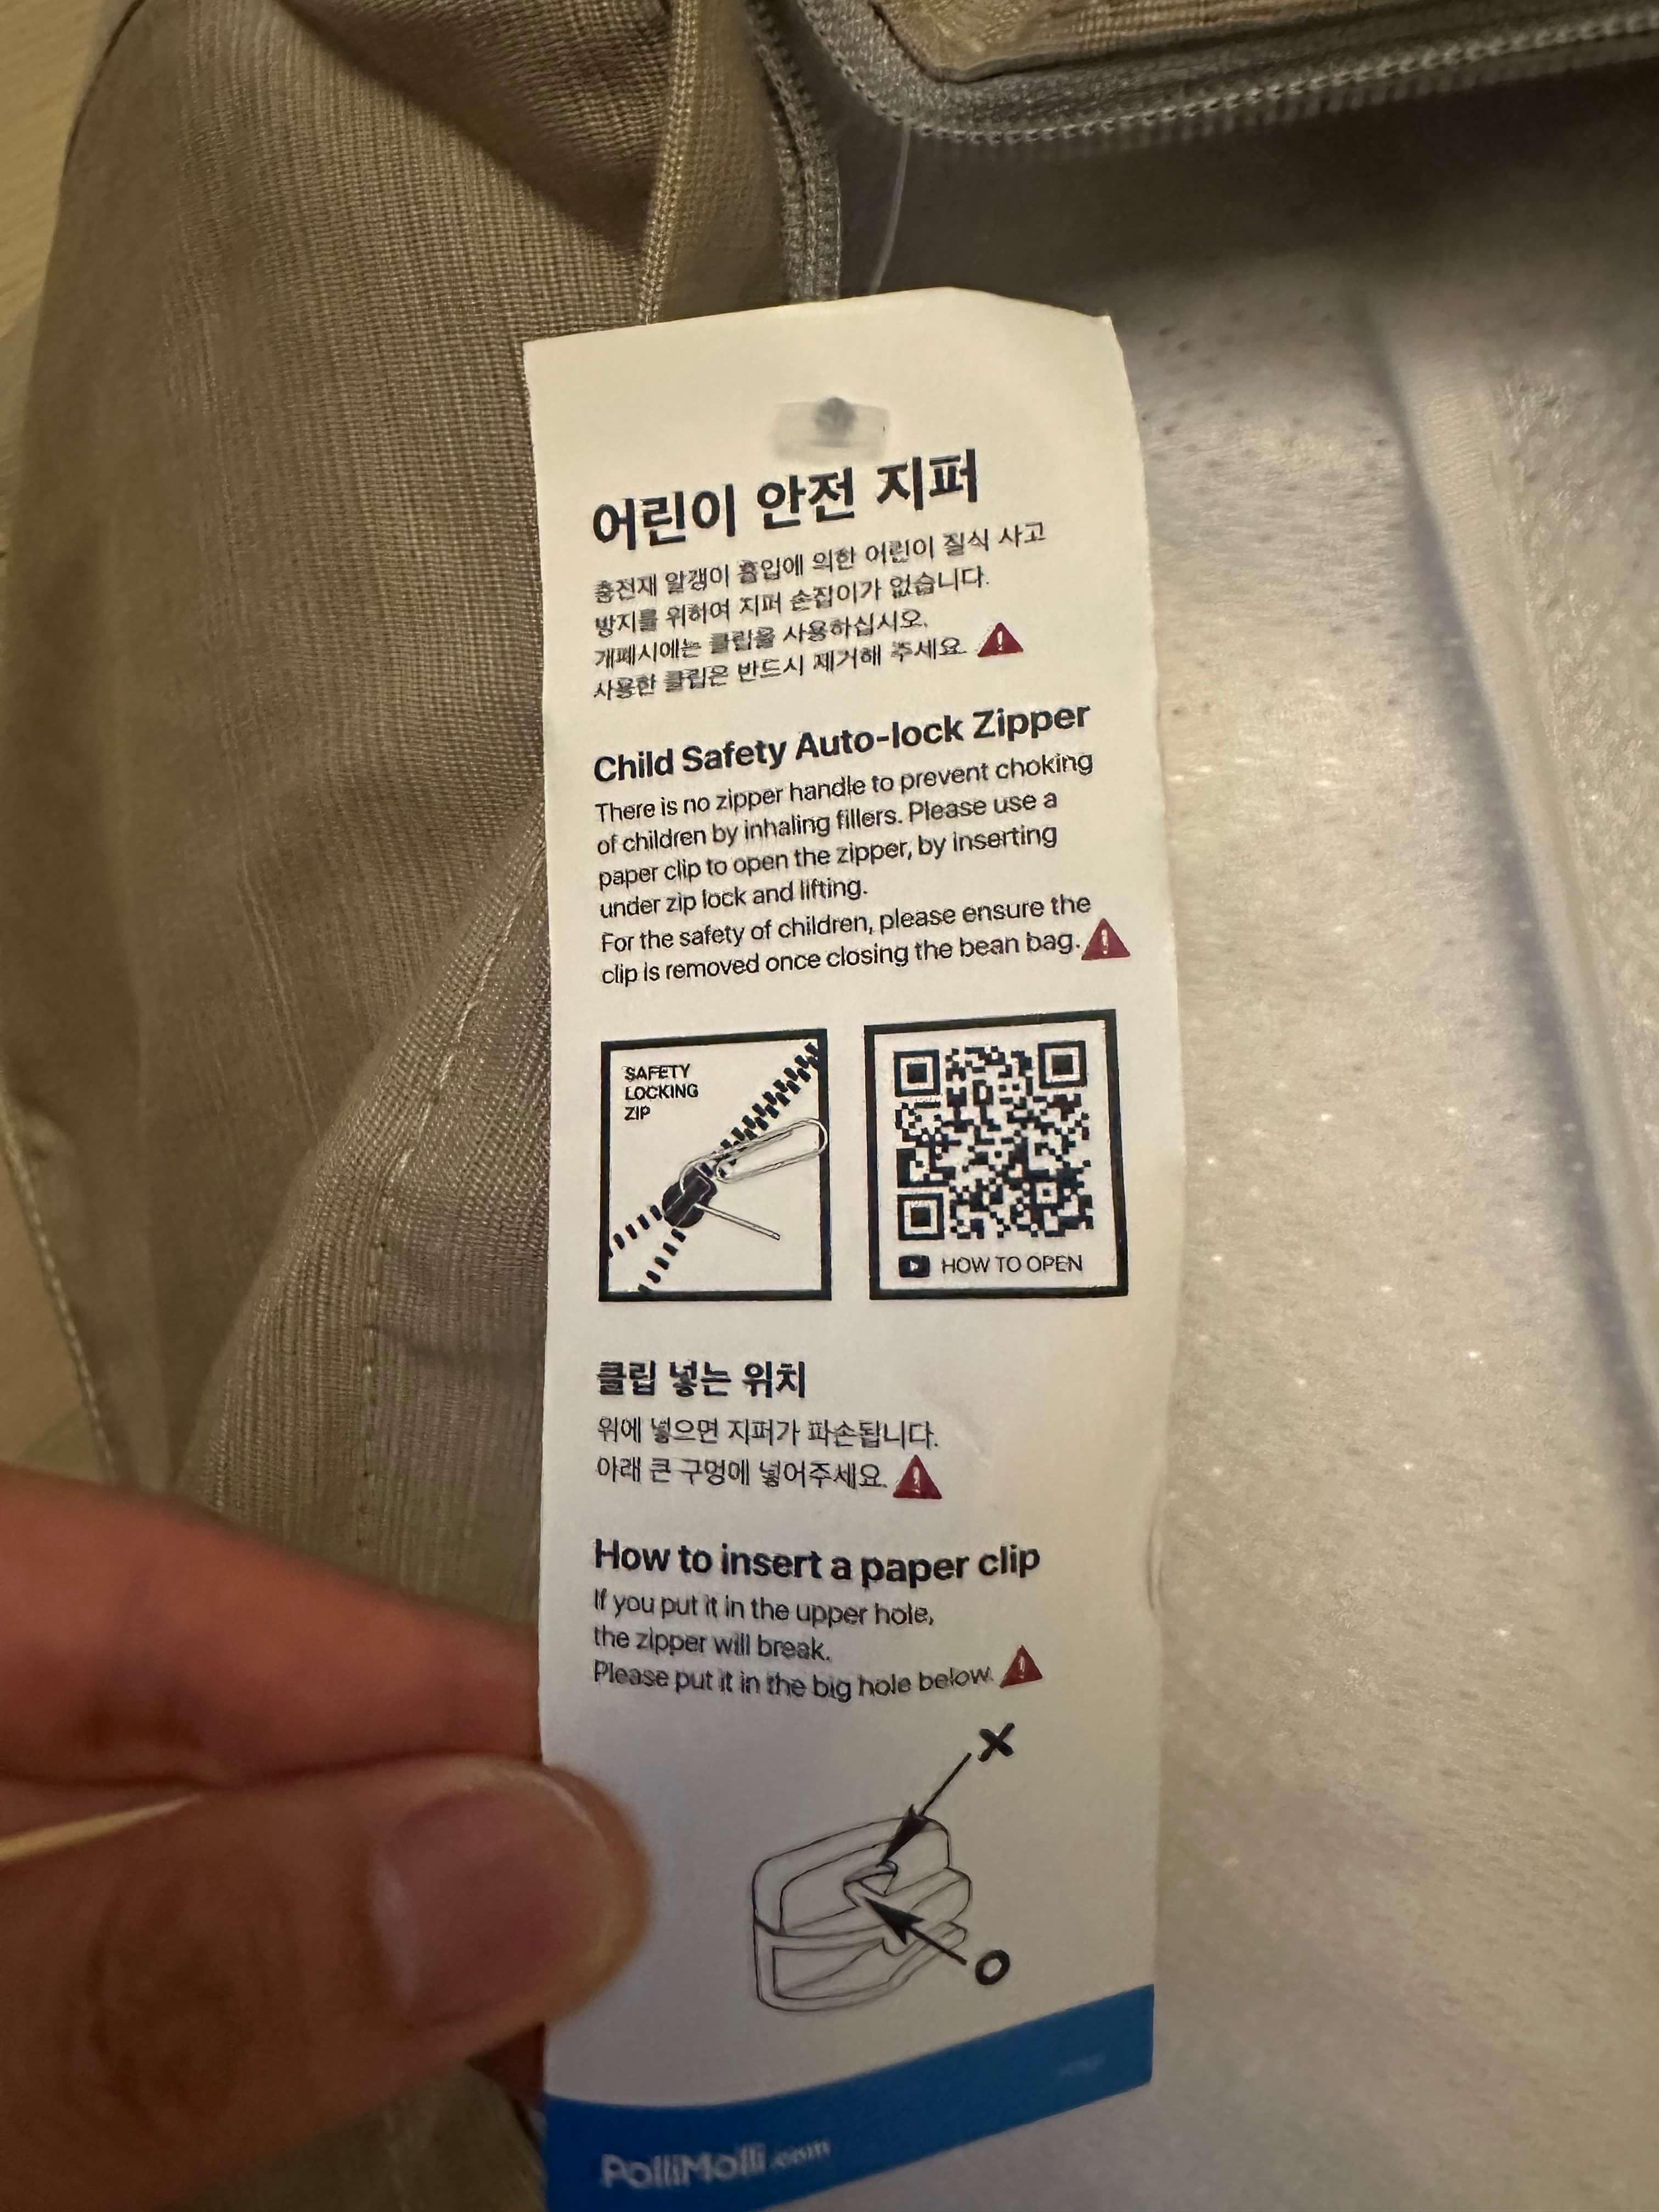 어린이 안전 지퍼
충전재 알갱이 흡입에 의한 어린이 질식 사고
방지를 위하여 지퍼 손잡이가 없습니다.
개폐시에는 클립을 사용하십시오.
사용한 클립은 반드시 제거해 주세요.
Child Safety Auto-lock Zipper
There is no zipper handle to prevent choking
of children by inhaling fillers. Please use a
paper clip to open the zipper, by inserting
under zip lock and lifting.
For the safety of children, please ensure the
clip is removed once closing the bean bag.
SAFETY
LOCKING
ZIP
HOW TO OPEN
클립 넣는 위치
위에 넣으면 지퍼가 파손됩니다.
아래 큰 구멍에 넣어주세요.
How to insert a paper clip
If you put it in the upper hole,
the zipper will break.
Please put it in the big hole below.
X
O
PolliMolli.com